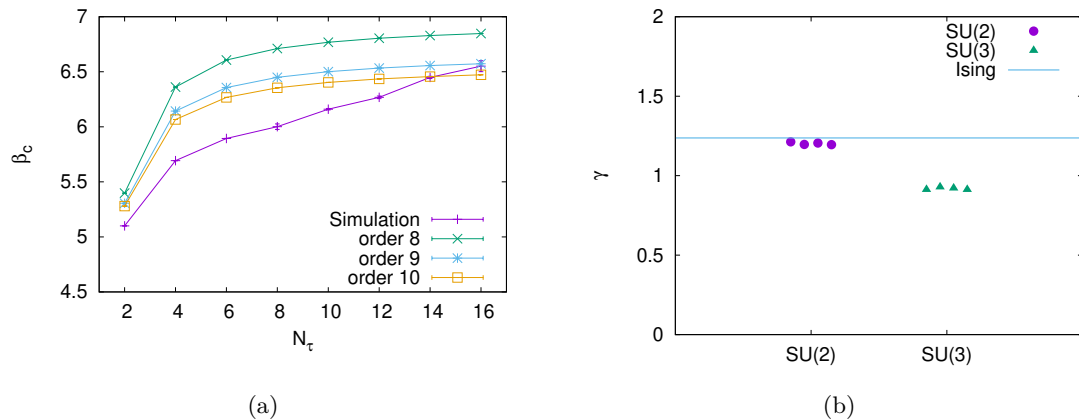 7
6.5
6
5.5
5
4.5
β_c
2 4 6 8 10 12 14 16
N_τ
Simulation
order 8
order 9
order 10
(a)
2
1.5
1
0.5
0
γ
SU(2)
SU(3)
Ising
SU(2) SU(3)
(b)